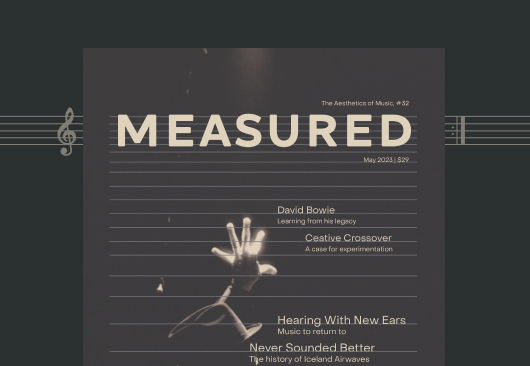 The Aesthetics of Music, #32
MEASURED
May 2023 | $29
David Bowie
Learning from his legacy
Ceative Crossover
A case for experimentation
Hearing With New Ears
Music to return to
Never Sounded Better
The history of Iceland Airwaves